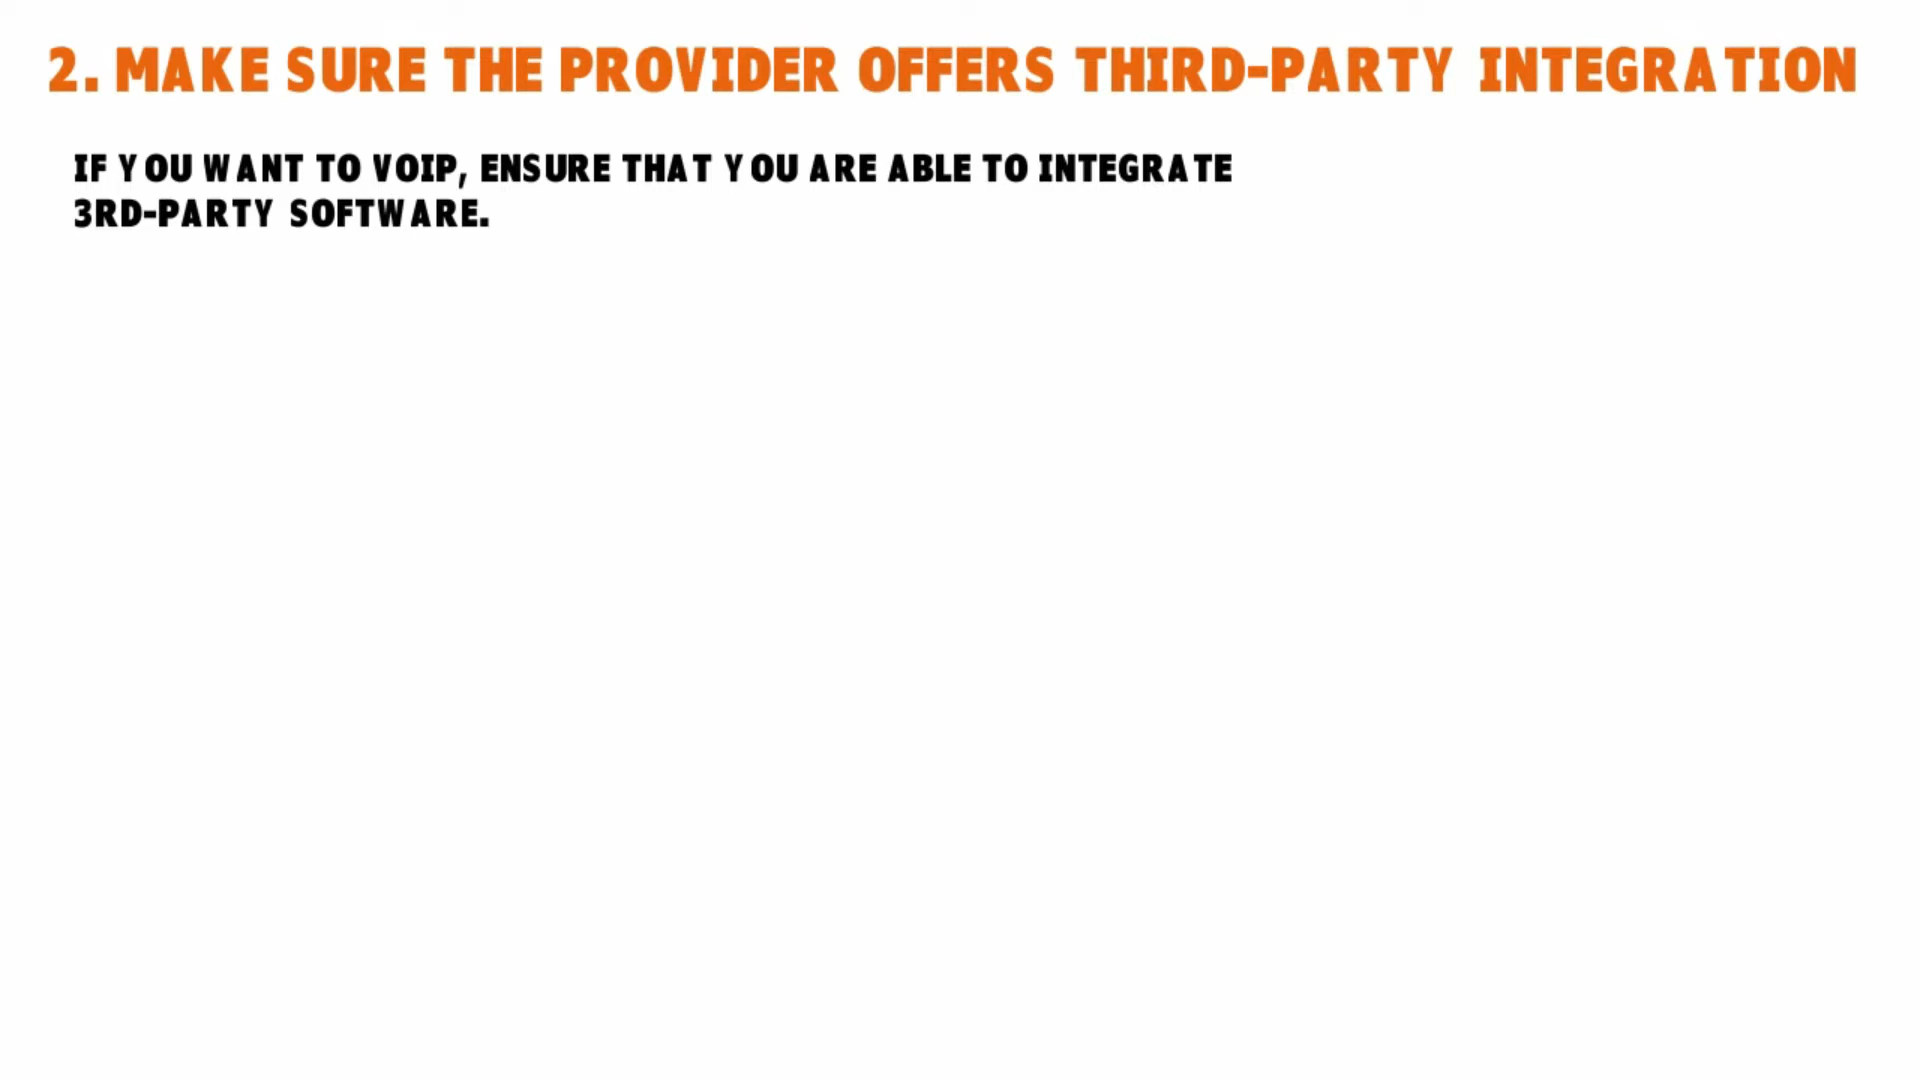 2. MAKE SURE THE PROVIDER OFFERS THIRD-PARTY INTEGRATION
IF YOU WANT TO VOIP, ENSURE THAT YOU ARE ABLE TO INTEGRATE
3RD-PARTY SOFTWARE.